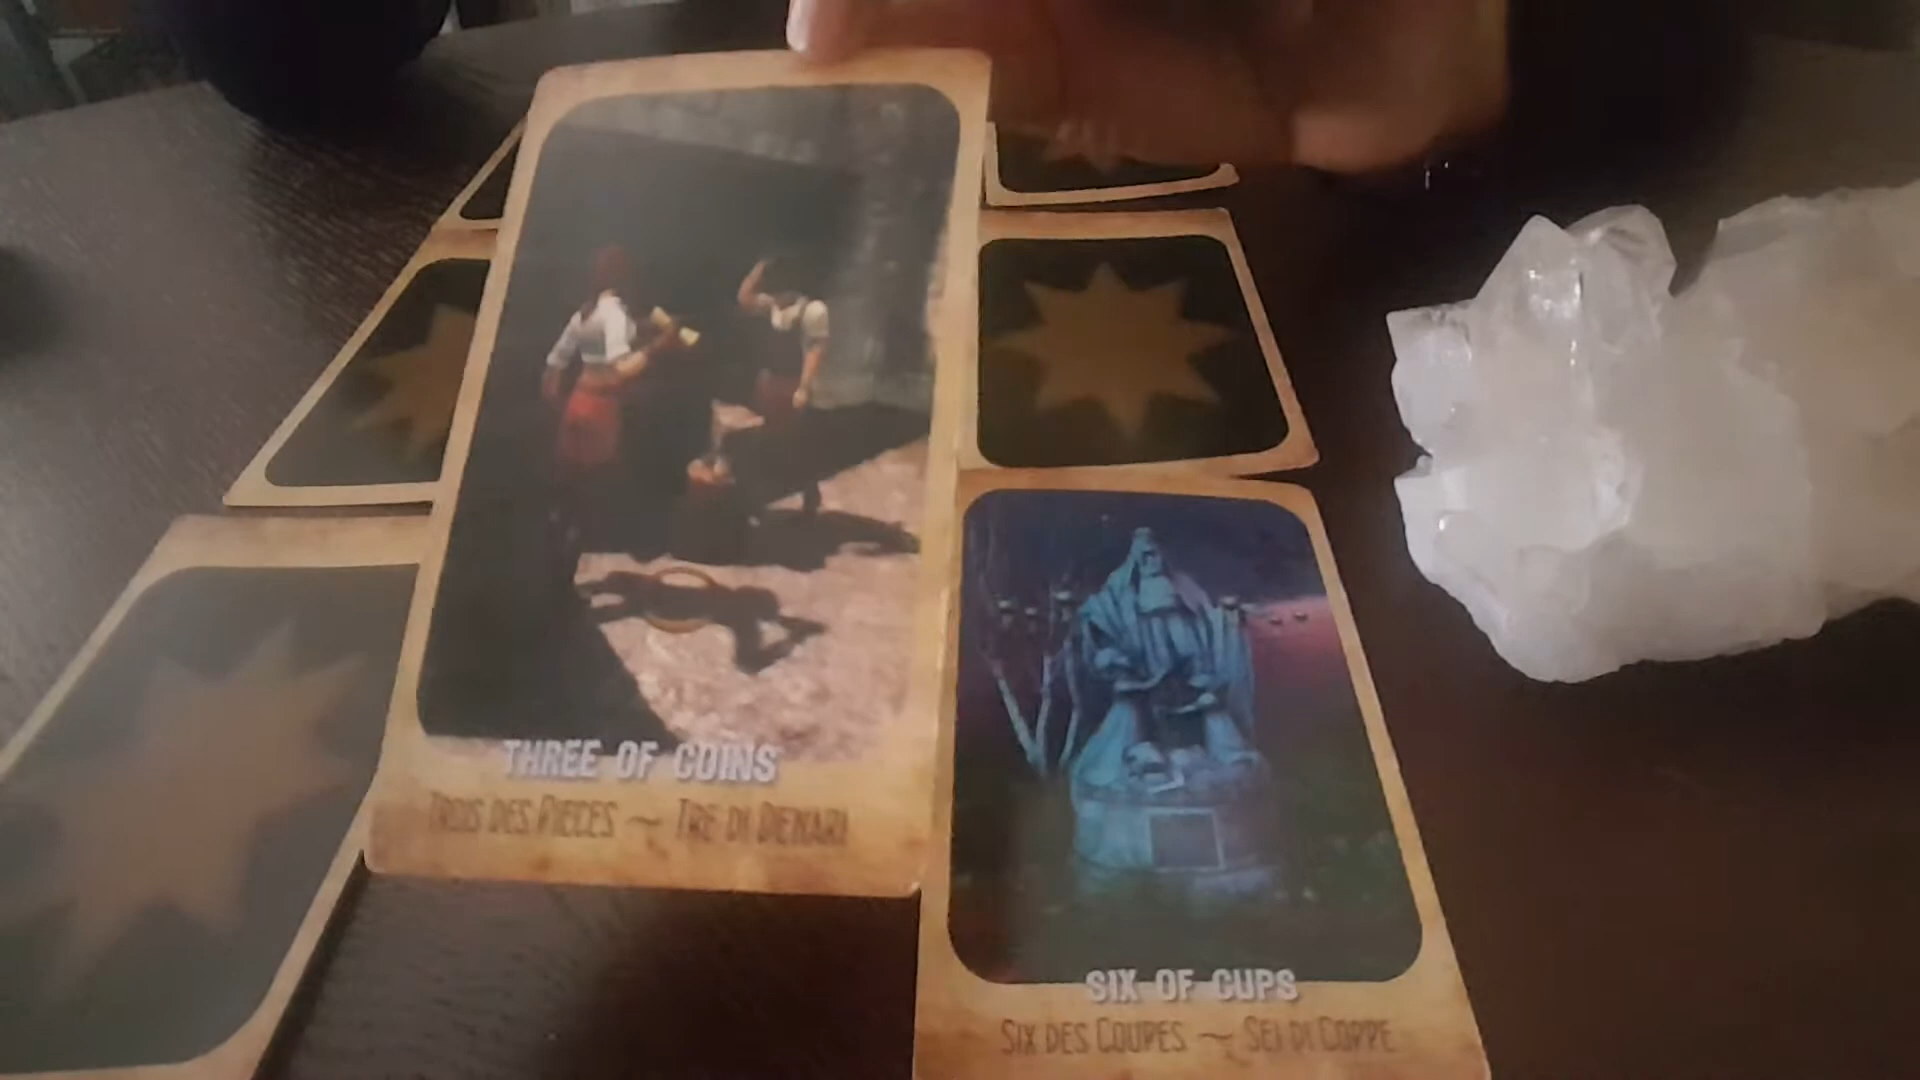 THREE OF COINS
TROIS DES PIECES ~ TRE DI DENARI
SIX OF CUPS
SIX DES COUPES ~ SEI DI COPPE